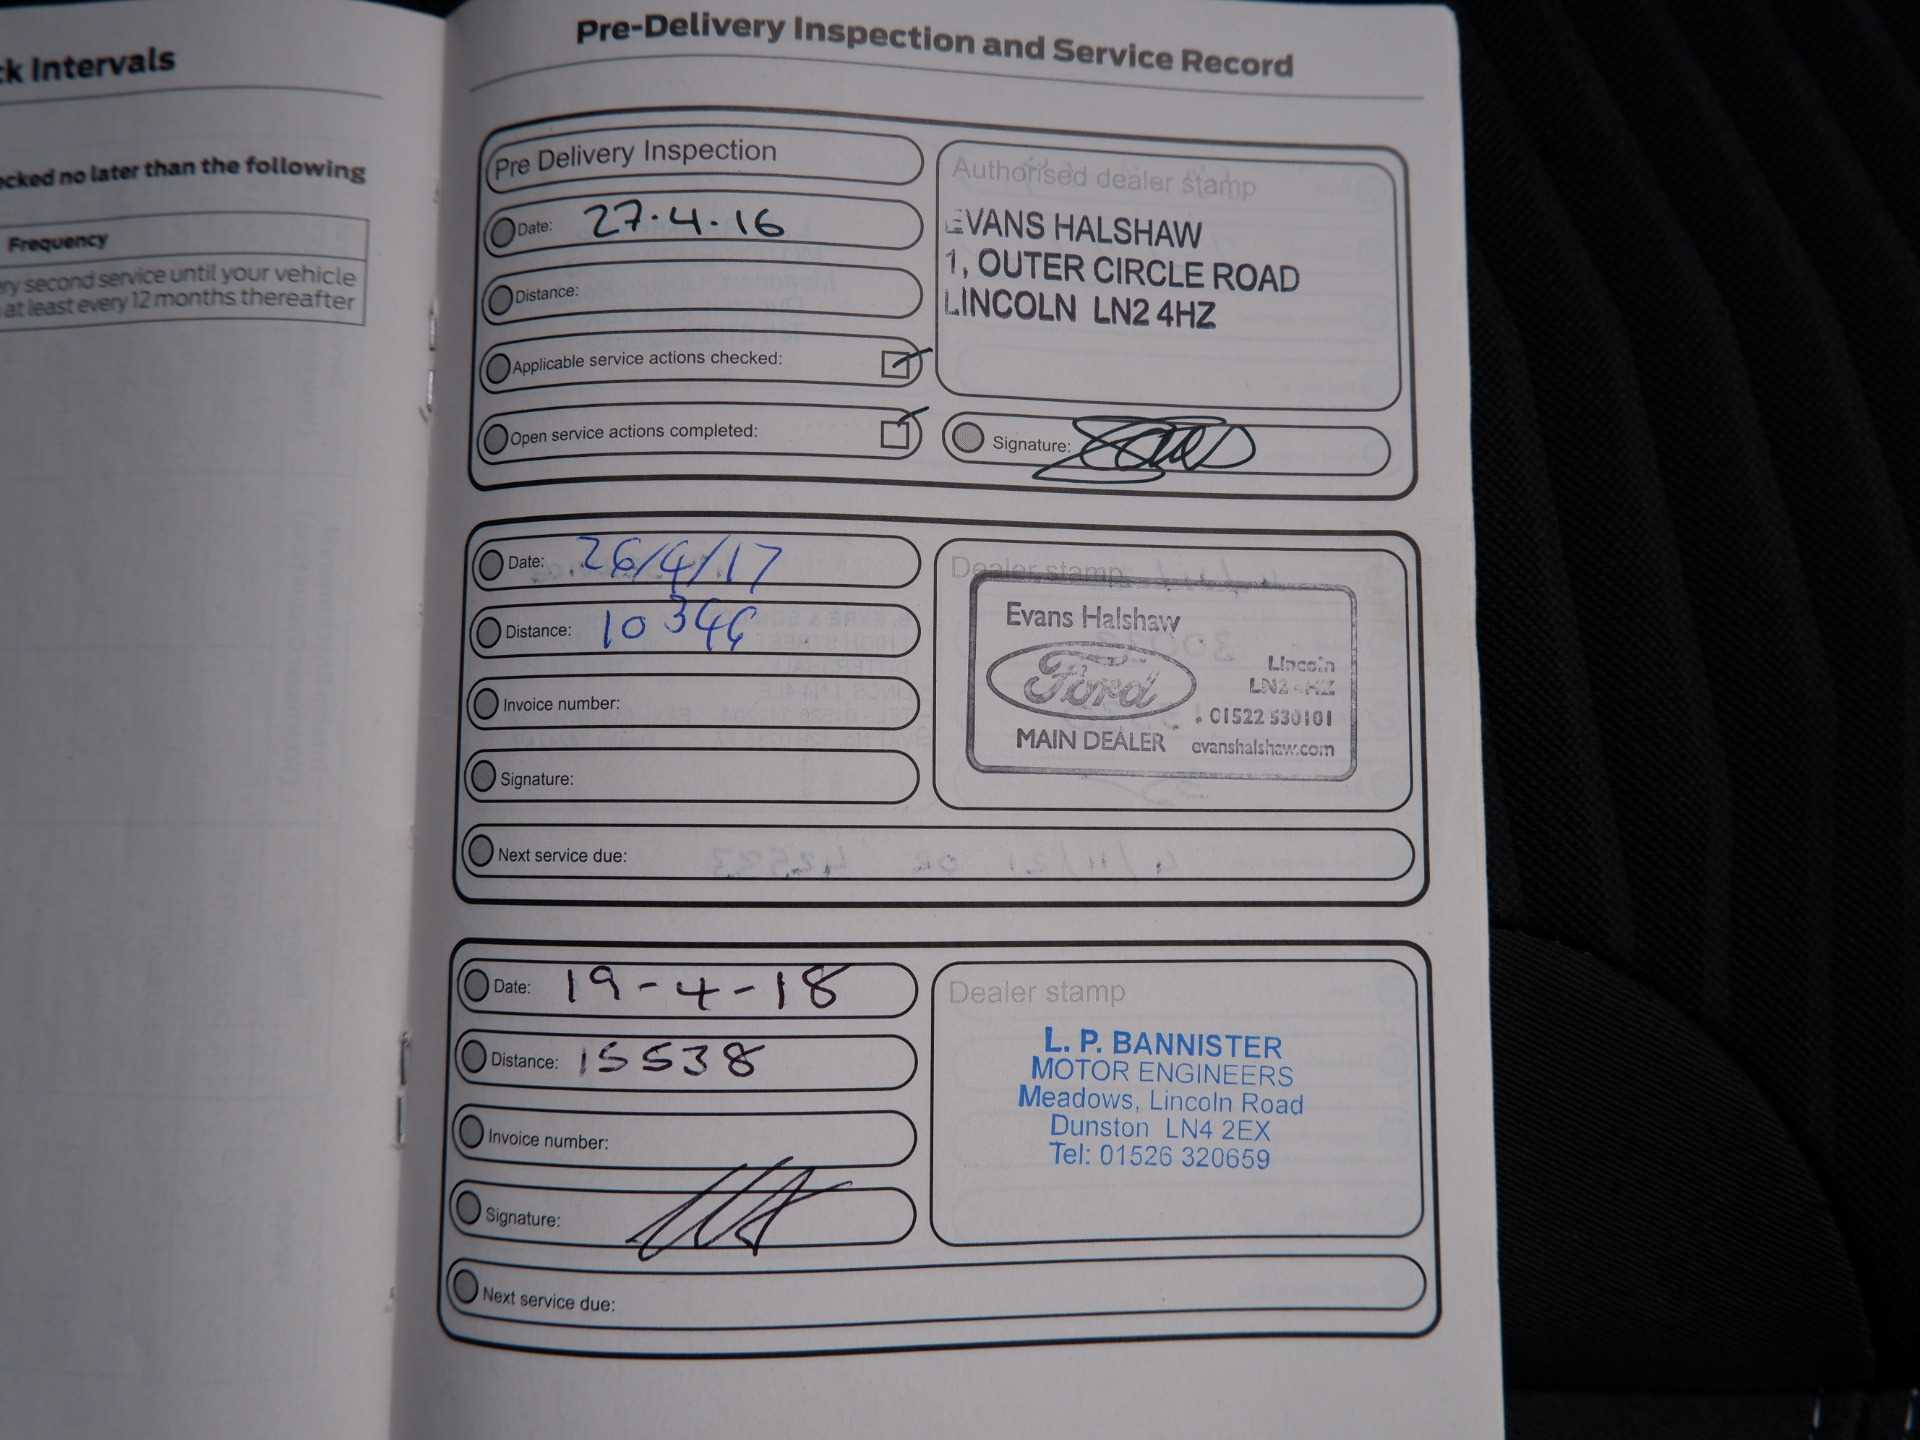 ck Intervals
ecked no later than the following
Frequency
ry second service until your vehicle
at least every 12 months thereafter
Pre-Delivery Inspection and Service Record
Pre Delivery Inspection
Date: 27.4.16
Distance:
Applicable service actions checked:
Open service actions completed:
Authorised dealer stamp
EVANS HALSHAW
1, OUTER CIRCLE ROAD
LINCOLN LN2 4HZ
Signature:
Date: 26/4/17
Distance: 10346
Invoice number:
Signature:
Next service due:
Dealer stamp
Evans Halshaw
Ford
MAIN DEALER
Lincoln
LN2 4HZ
01522 530101
evanshalshaw.com
Date: 19-4-18
Distance: 15538
Invoice number:
Signature:
Next service due:
Dealer stamp
L. P. BANNISTER
MOTOR ENGINEERS
Meadows, Lincoln Road
Dunston LN4 2EX
Tel: 01526 320659